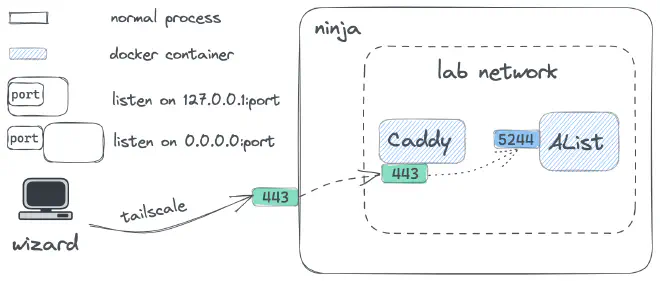 normal process
docker container
port
listen on 127.0.0.1:port
port
listen on 0.0.0.0:port
wizard
tailscale
443
ninja
lab network
Caddy
443
5244
AList